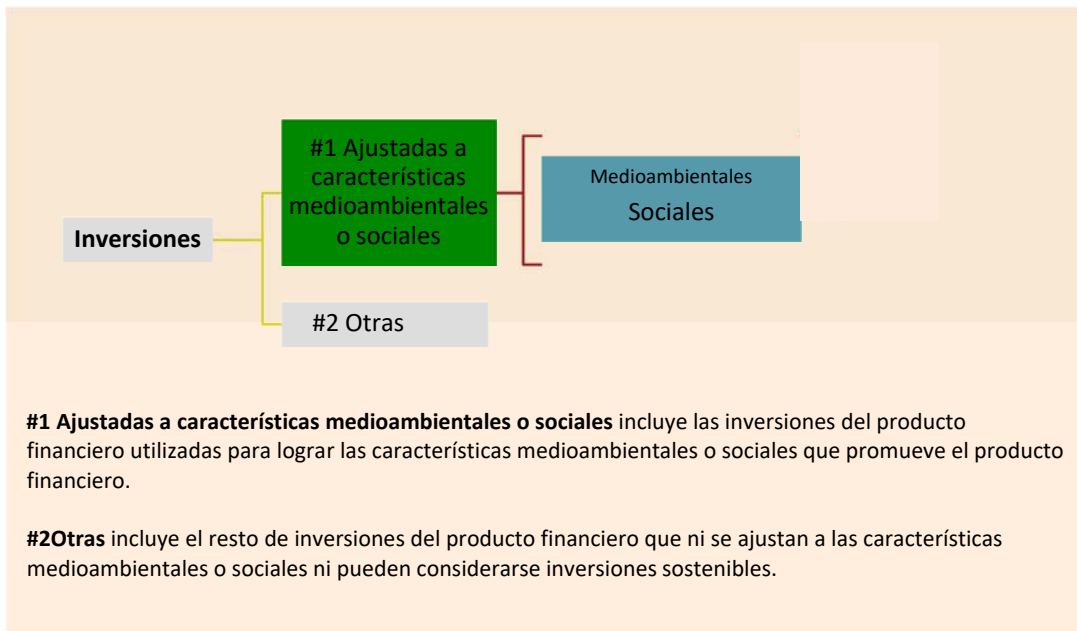 #1 Ajustadas a
características
medioambientales
o sociales
Medioambientales
Sociales
Inversiones
#2 Otras
#1 Ajustadas a características medioambientales o sociales incluye las inversiones del producto
financiero utilizadas para lograr las características medioambientales o sociales que promueve el producto
financiero.
#2Otras incluye el resto de inversiones del producto financiero que ni se ajustan a las características
medioambientales o sociales ni pueden considerarse inversiones sostenibles.